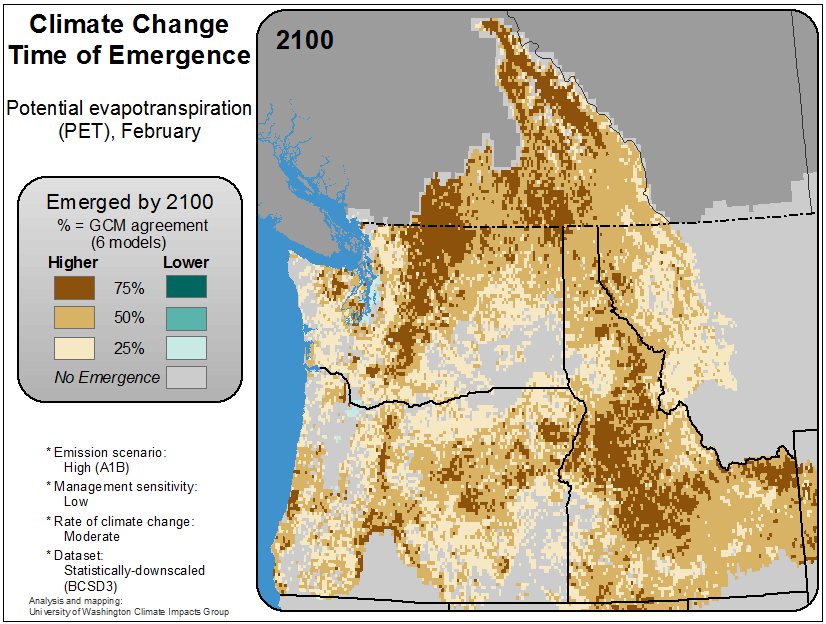 Climate Change
Time of Emergence
Potential evapotranspiration
(PET), February
Emerged by 2100
% = GCM agreement
(6 models)
Higher Lower
75%
50%
25%
No Emergence
* Emission scenario:
High (A1B)
* Management sensitivity:
Low
* Rate of climate change:
Moderate
* Dataset:
Statistically-downscaled
(BCSD3)
Analysis and mapping:
University of Washington Climate Impacts Group
2100